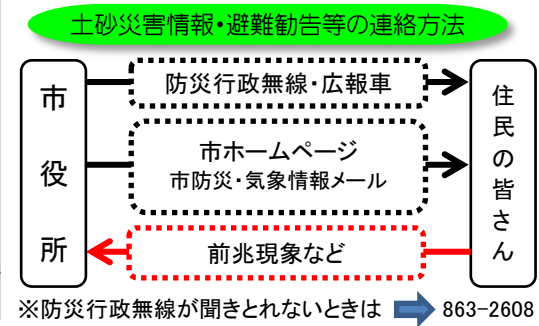 土砂災害情報・避難勧告等の連絡方法
市役所
防災行政無線・広報車
市ホームページ
市防災・気象情報メール
前兆現象など
住民の皆さん
※防災行政無線が聞きとれないときは 863-2608